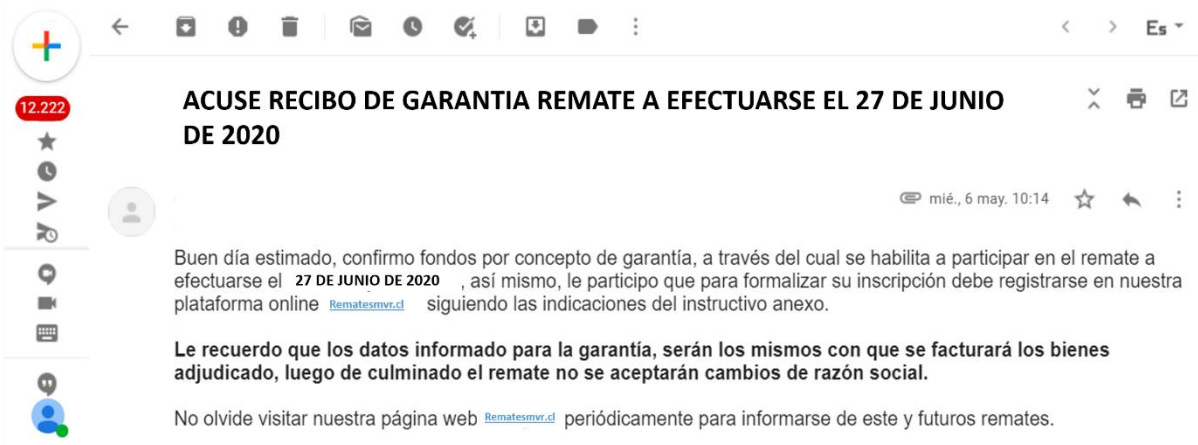 Es
12.222
ACUSE RECIBO DE GARANTIA REMATE A EFECTUARSE EL 27 DE JUNIO
DE 2020
mié., 6 may. 10:14
Buen día estimado, confirmo fondos por concepto de garantía, a través del cual se habilita a participar en el remate a
efectuarse el 27 DE JUNIO DE 2020 , así mismo, le participo que para formalizar su inscripción debe registrarse en nuestra
plataforma online Rematesmvr.cl siguiendo las indicaciones del instructivo anexo.
Le recuerdo que los datos informado para la garantía, serán los mismos con que se facturará los bienes
adjudicado, luego de culminado el remate no se aceptarán cambios de razón social.
No olvide visitar nuestra página web Rematesmvr.cl periódicamente para informarse de este y futuros remates.